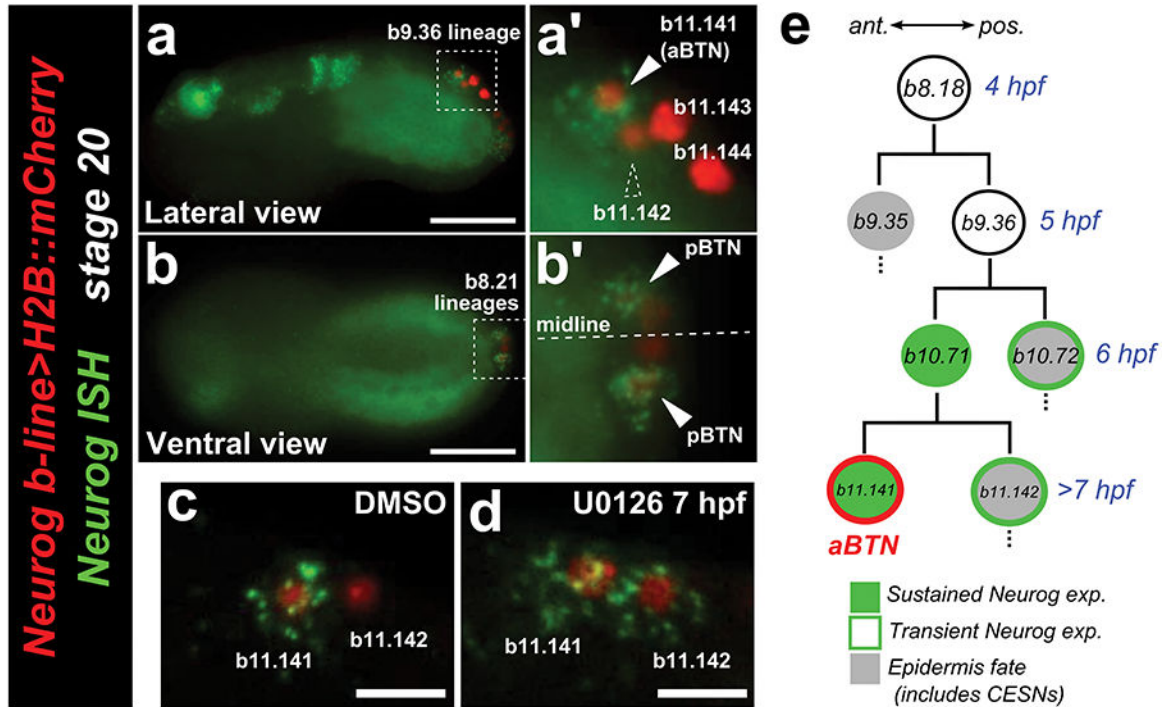 Neurog b-line>H2B::mCherry
Neurog ISH stage 20
a
b9.36 lineage
Lateral view
a'
b11.141
(aBTN)
b11.143
b11.144
b11.142
b
b8.21
lineages
Ventral view
b'
pBTN
midline
pBTN
c
DMSO
b11.141
b11.142
d
U0126 7 hpf
b11.141
b11.142
e
ant.
pos.
b8.18
4 hpf
b9.35
b9.36
5 hpf
b10.71
b10.72
6 hpf
b11.141
b11.142
>7 hpf
aBTN
Sustained Neurog exp.
Transient Neurog exp.
Epidermis fate
(includes CESNs)